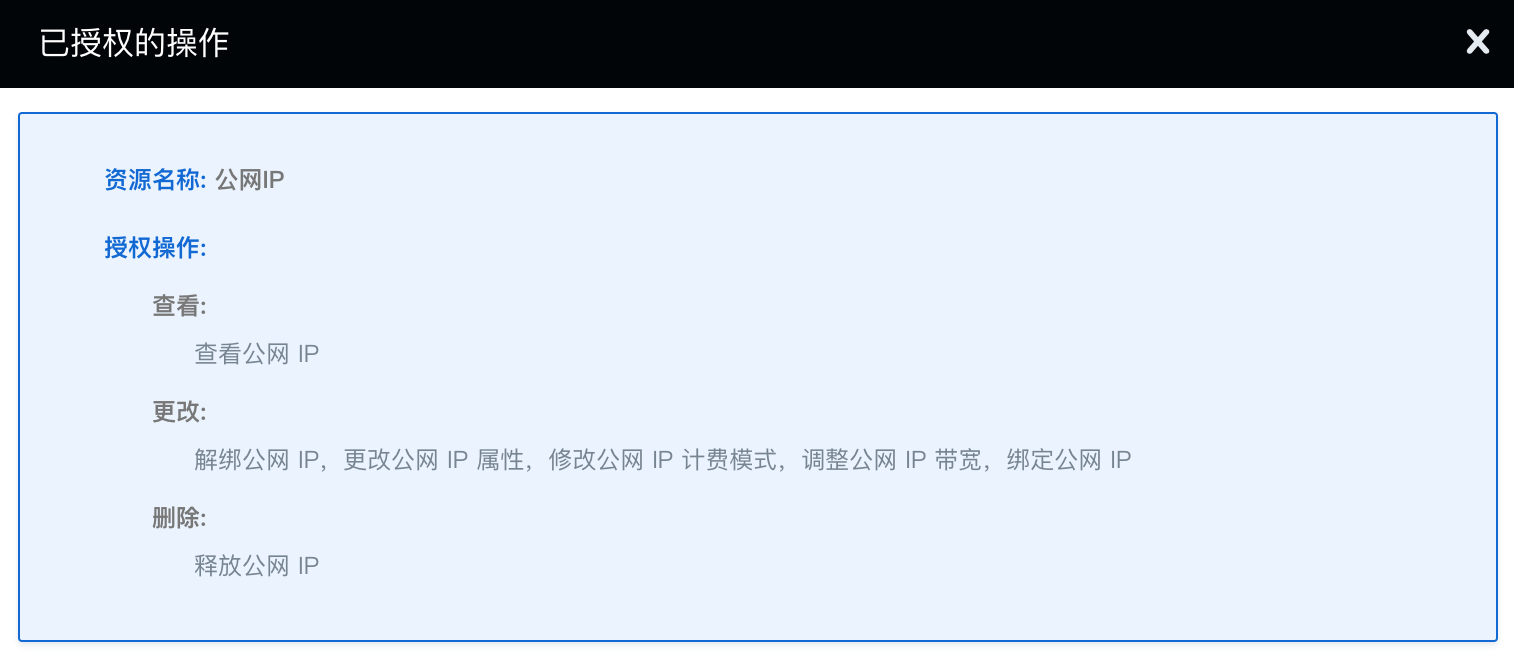 已授权的操作
资源名称: 公网IP
授权操作:
查看:
查看公网 IP
更改:
解绑公网 IP，更改公网 IP 属性，修改公网 IP 计费模式，调整公网 IP 带宽，绑定公网 IP
删除:
释放公网 IP